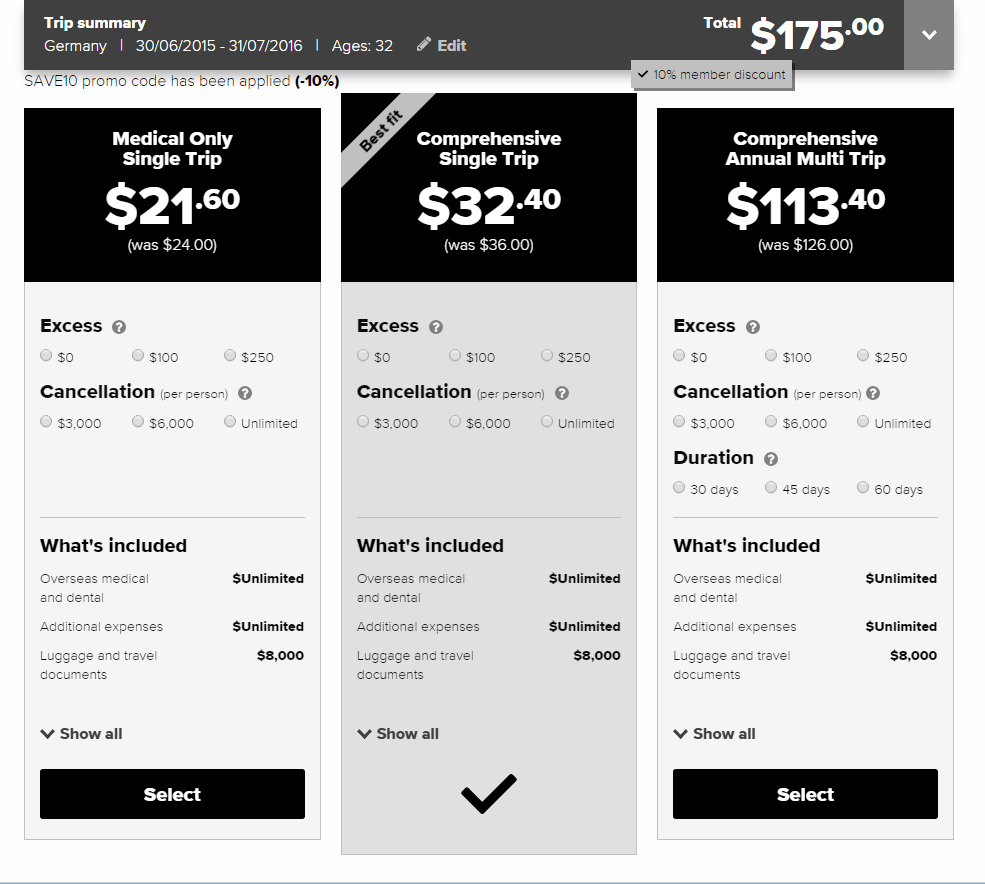 Trip summary
Germany | 30/06/2015 - 31/07/2016 | Ages: 32 Edit
Total $175.00
10% member discount
SAVE10 promo code has been applied (-10%)
Medical Only
Single Trip
$21.60
(was $24.00)
Excess ?
$0 $100 $250
Cancellation (per person) ?
$3,000 $6,000 Unlimited
What's included
Overseas medical $Unlimited
and dental
Additional expenses $Unlimited
Luggage and travel $8,000
documents
Show all
Select
Best fit
Comprehensive
Single Trip
$32.40
(was $36.00)
Excess ?
$0 $100 $250
Cancellation (per person) ?
$3,000 $6,000 Unlimited
What's included
Overseas medical $Unlimited
and dental
Additional expenses $Unlimited
Luggage and travel $8,000
documents
Show all
Comprehensive
Annual Multi Trip
$113.40
(was $126.00)
Excess ?
$0 $100 $250
Cancellation (per person) ?
$3,000 $6,000 Unlimited
Duration ?
30 days 45 days 60 days
What's included
Overseas medical $Unlimited
and dental
Additional expenses $Unlimited
Luggage and travel $8,000
documents
Show all
Select